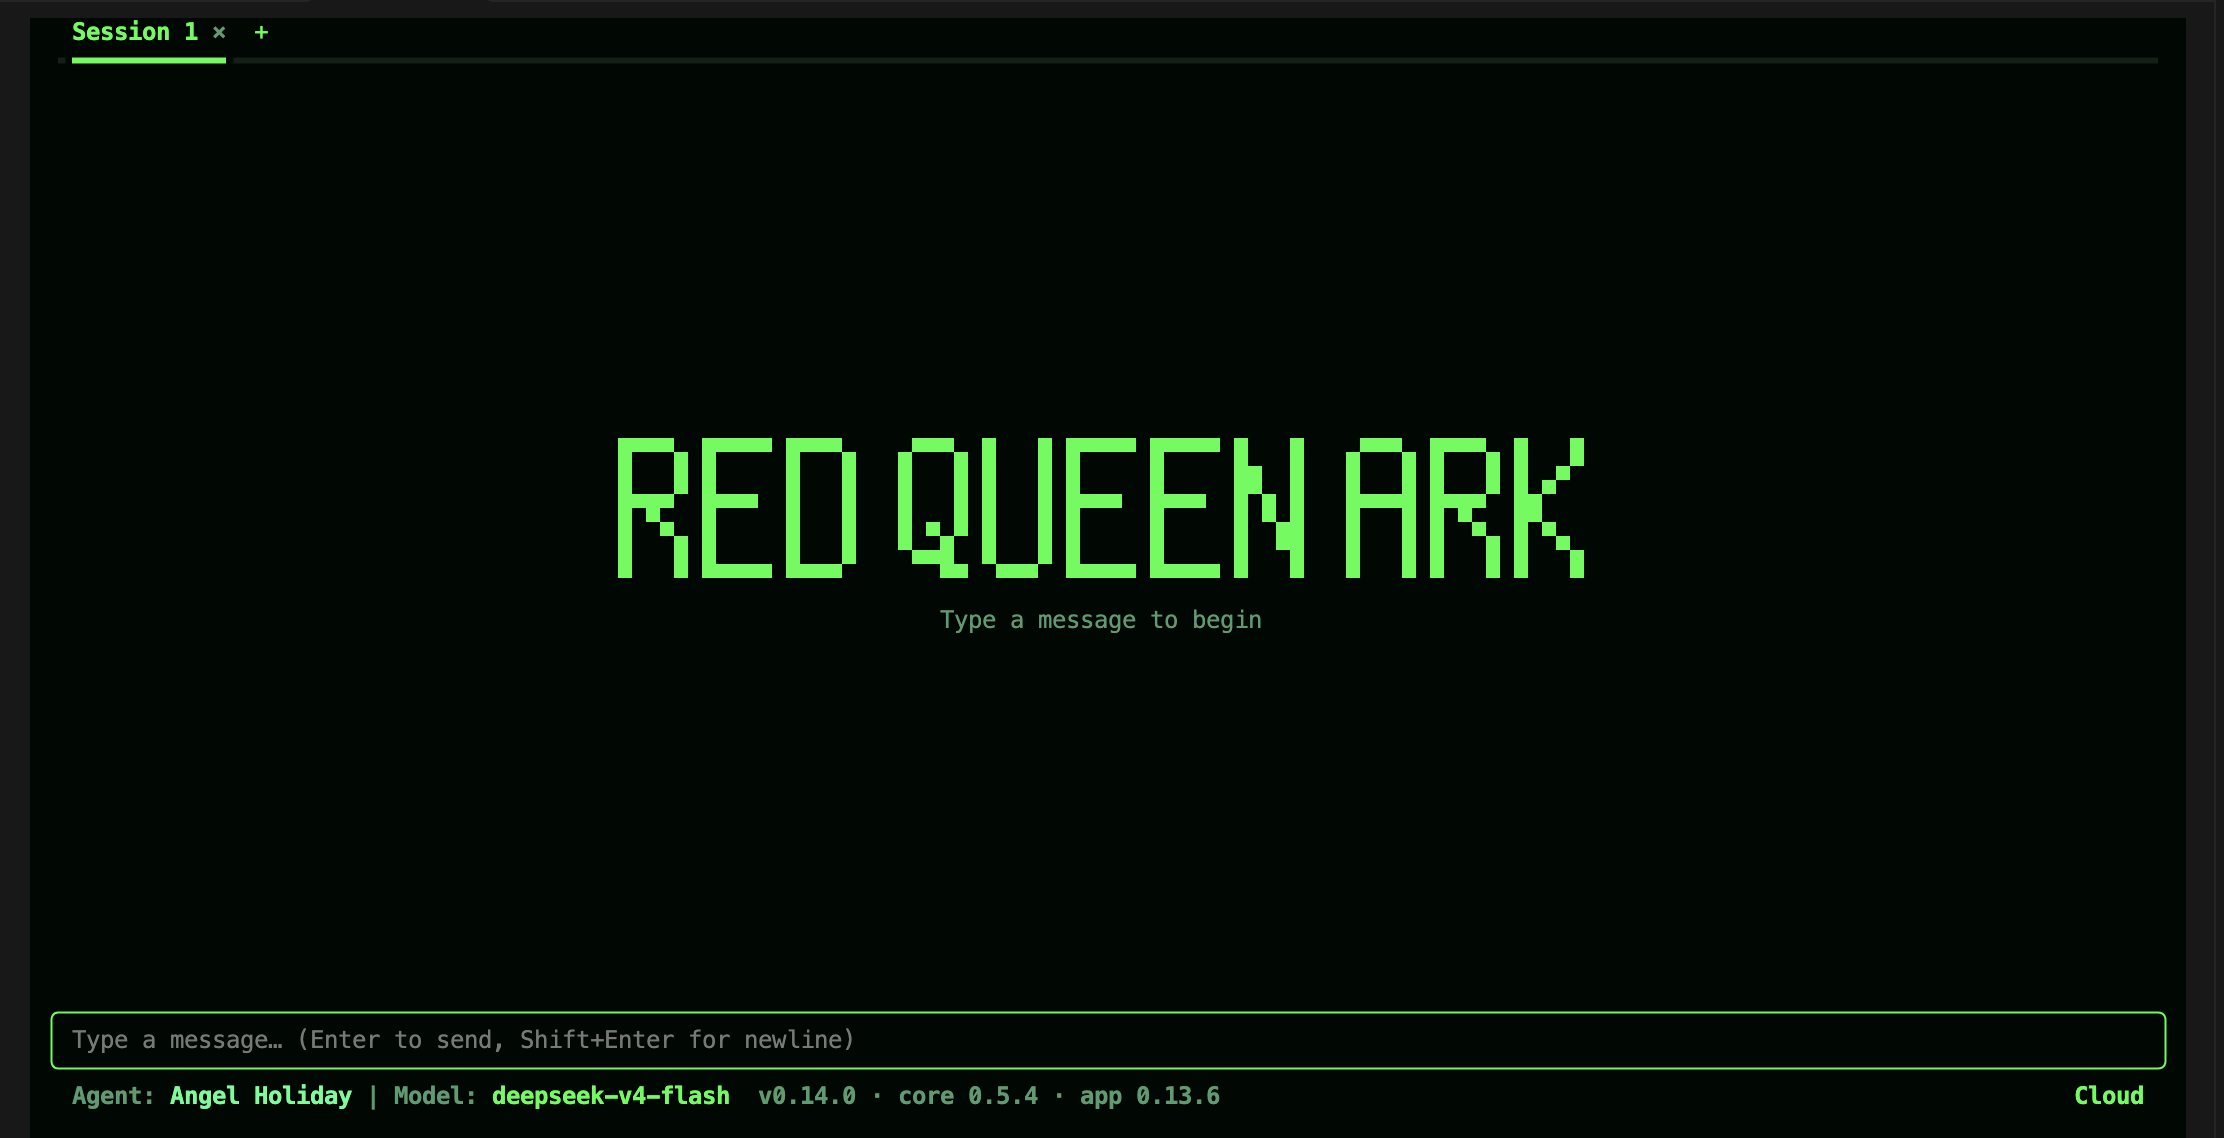 Session 1 × +
RED QUEEN ARK
Type a message to begin
Type a message… (Enter to send, Shift+Enter for newline)
Agent: Angel Holiday | Model: deepseek-v4-flash v0.14.0 · core 0.5.4 · app 0.13.6 Cloud